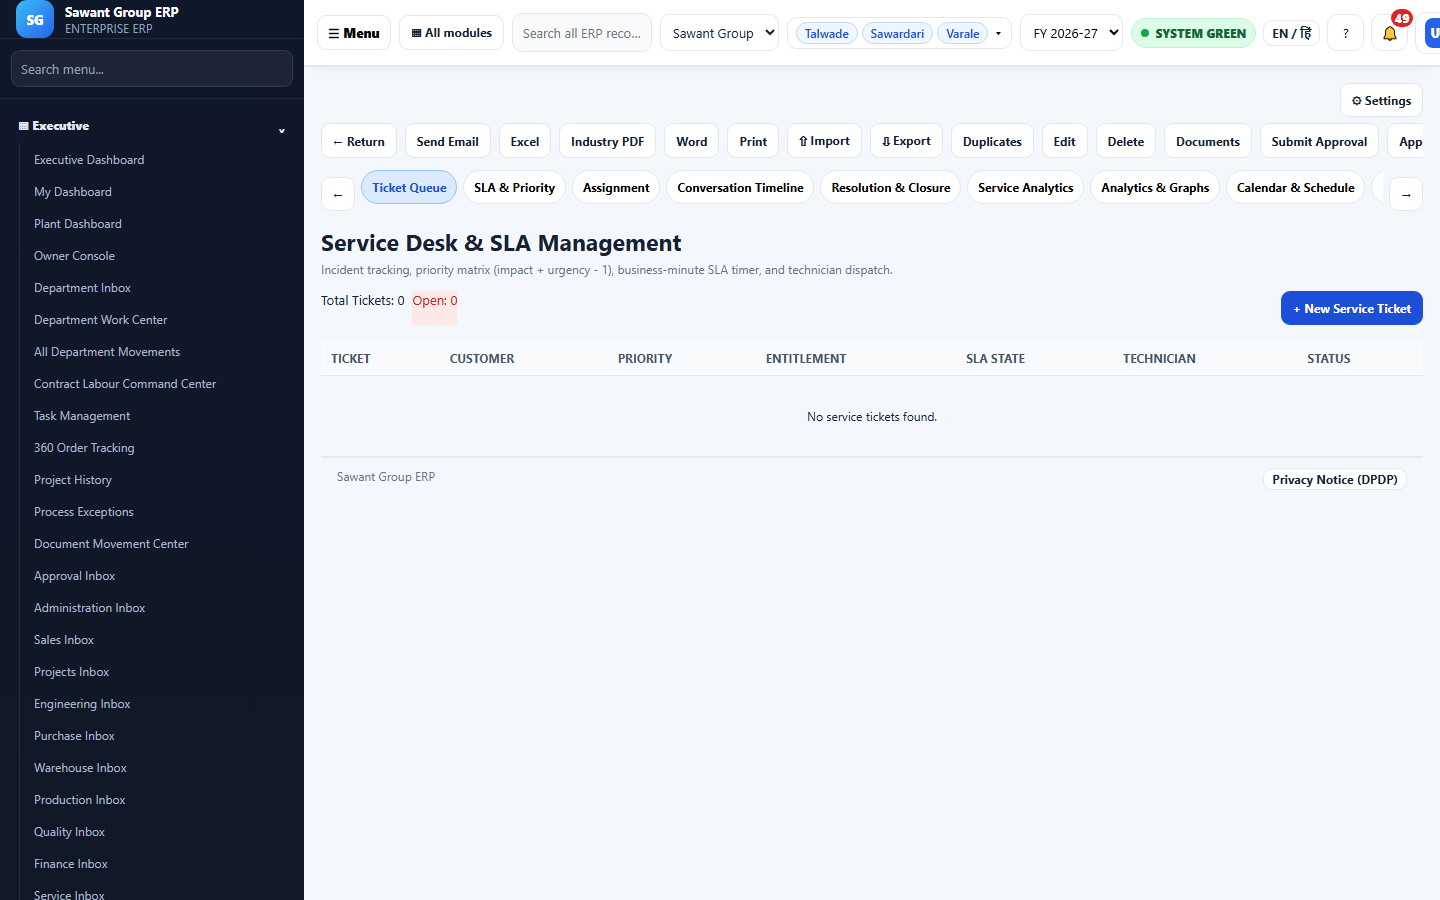 SG
Sawant Group ERP
ENTERPRISE ERP
Search menu...
Executive
Executive Dashboard
My Dashboard
Plant Dashboard
Owner Console
Department Inbox
Department Work Center
All Department Movements
Contract Labour Command Center
Task Management
360 Order Tracking
Project History
Process Exceptions
Document Movement Center
Approval Inbox
Administration Inbox
Sales Inbox
Projects Inbox
Engineering Inbox
Purchase Inbox
Warehouse Inbox
Production Inbox
Quality Inbox
Finance Inbox
Service Inbox
☰ Menu
All modules
Search all ERP reco...
Sawant Group
Talwade
Sawardari
Varale
FY 2026-27
SYSTEM GREEN
EN / हिं
?
49
U
⚙ Settings
← Return
Send Email
Excel
Industry PDF
Word
Print
⇧ Import
⇩ Export
Duplicates
Edit
Delete
Documents
Submit Approval
App
←
Ticket Queue
SLA & Priority
Assignment
Conversation Timeline
Resolution & Closure
Service Analytics
Analytics & Graphs
Calendar & Schedule
→
Service Desk & SLA Management
Incident tracking, priority matrix (impact + urgency - 1), business-minute SLA timer, and technician dispatch.
Total Tickets: 0 Open: 0
+ New Service Ticket
TICKET CUSTOMER PRIORITY ENTITLEMENT SLA STATE TECHNICIAN STATUS
No service tickets found.
Sawant Group ERP
Privacy Notice (DPDP)